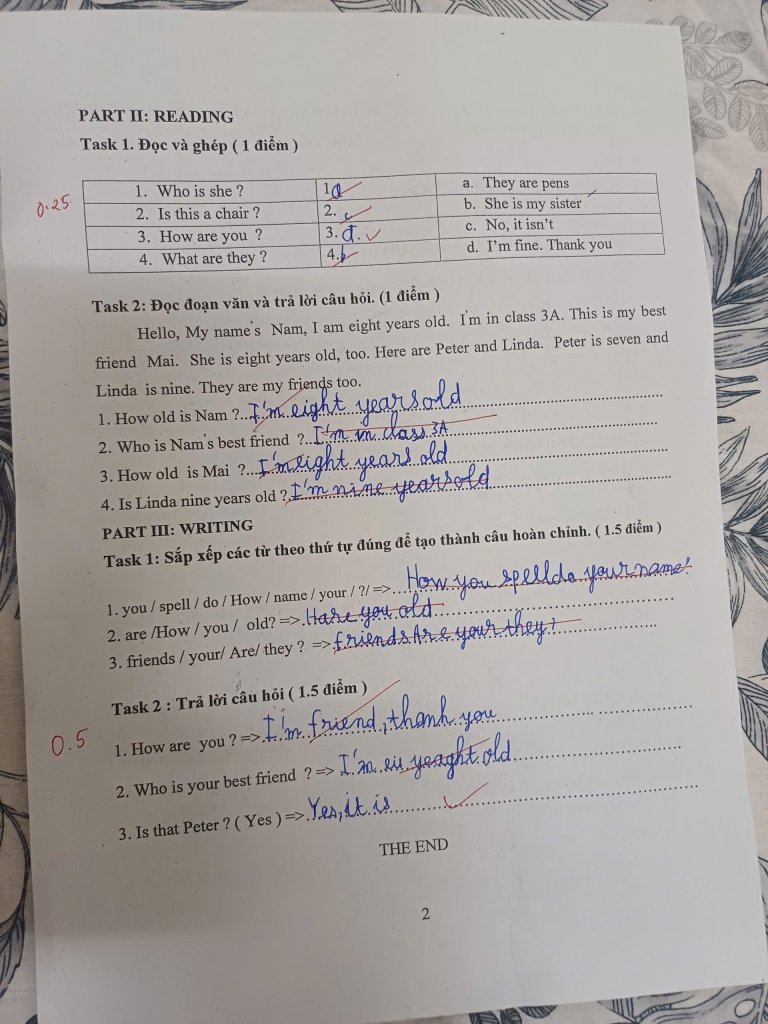 PART II: READING
Task 1. Đọc và ghép ( 1 điểm )
0.25
1. Who is she ? 1 a a. They are pens
2. Is this a chair ? 2. c b. She is my sister
3. How are you ? 3. d. c. No, it isn't
4. What are they ? 4. b d. I'm fine. Thank you
Task 2: Đọc đoạn văn và trả lời câu hỏi. (1 điểm )
Hello, My name's Nam, I am eight years old. I'm in class 3A. This is my best
friend Mai. She is eight years old, too. Here are Peter and Linda. Peter is seven and
Linda is nine. They are my friends too.
1. How old is Nam ?..I'm eight years old
2. Who is Nam's best friend ?..I'm in class 3A
3. How old is Mai ?...I'm eight years old
4. Is Linda nine years old ?.I'm nine years old
PART III: WRITING
Task 1: Sắp xếp các từ theo thứ tự đúng để tạo thành câu hoàn chỉnh. ( 1.5 điểm )
1. you / spell / do / How / name / your / ?/ =>... How you spell do your name?
2. are /How / you / old? =>. Hare you old
3. friends / your/ Are/ they ? =>. friends Are your they?
Task 2 : Trả lời câu hỏi ( 1.5 điểm )
0.5
1. How are you ? =>. I'm friend, thank you
2. Who is your best friend ? => I'm old
3. Is that Peter ? ( Yes ) =>. Yes, it is
THE END
2